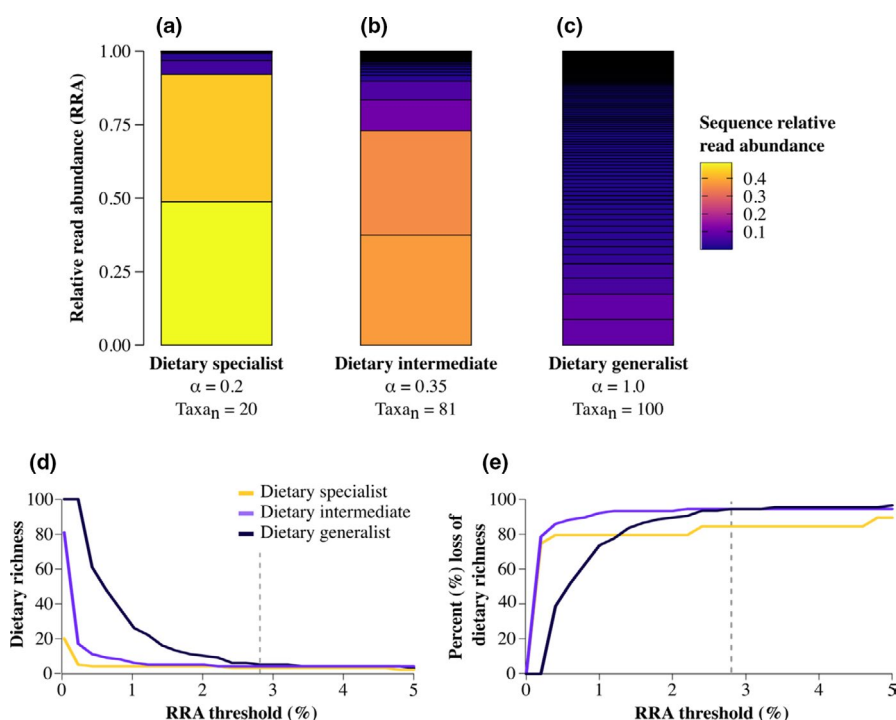 (a)
(b)
(c)
Relative read abundance (RRA)
1.00
0.75
0.50
0.25
0.00
Dietary specialist
α = 0.2
Taxan = 20
Dietary intermediate
α = 0.35
Taxan = 81
Dietary generalist
α = 1.0
Taxan = 100
Sequence relative
read abundance
0.4
0.3
0.2
0.1
(d)
Dietary richness
100
80
60
40
20
0
Dietary specialist
Dietary intermediate
Dietary generalist
0 1 2 3 4 5
RRA threshold (%)
(e)
Percent (%) loss of
dietary richness
100
80
60
40
20
0
0 1 2 3 4 5
RRA threshold (%)